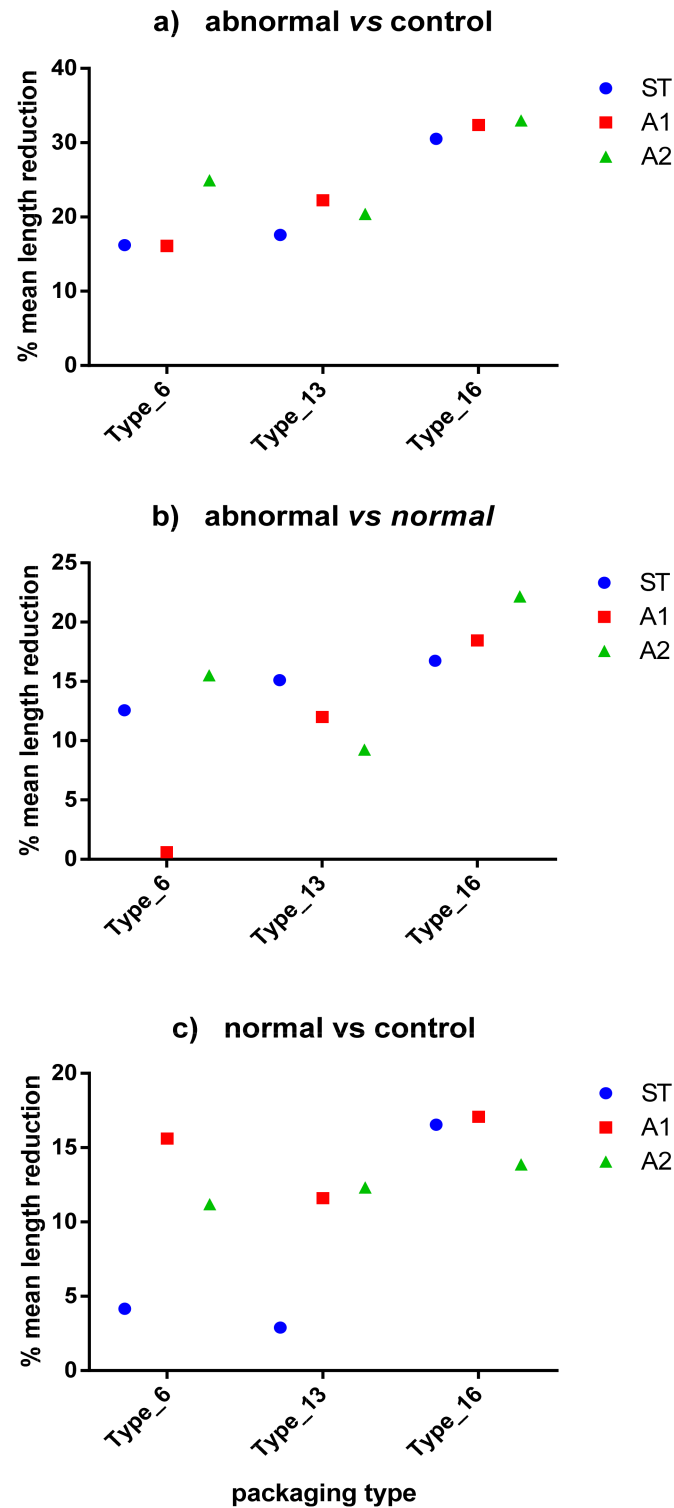 a) abnormal vs control
% mean length reduction
40
30
20
10
0
Type_6
Type_13
Type_16
ST
A1
A2
b) abnormal vs normal
% mean length reduction
25
20
15
10
5
0
Type_6
Type_13
Type_16
ST
A1
A2
c) normal vs control
% mean length reduction
20
15
10
5
0
Type_6
Type_13
Type_16
ST
A1
A2
packaging type